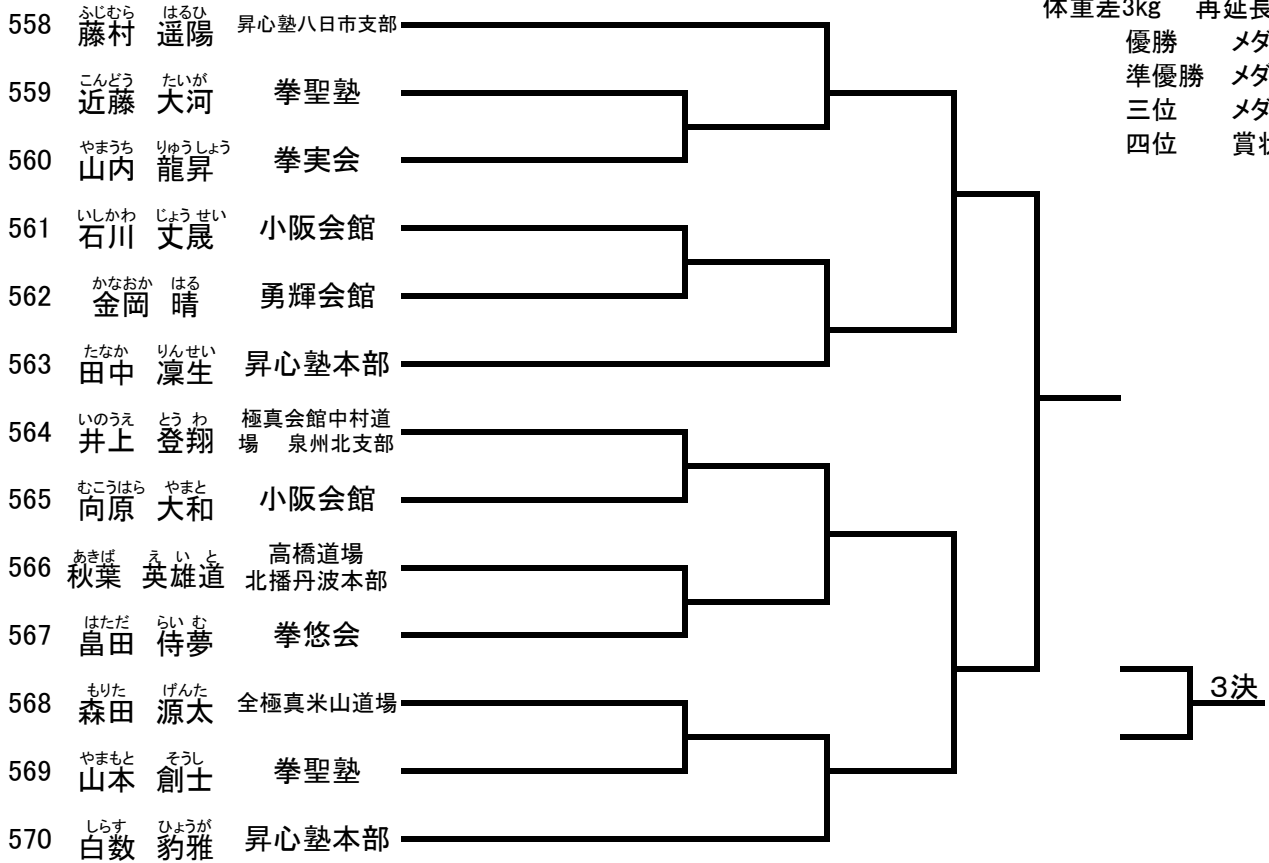 体重差3kg 再延長
優勝 メダ
準優勝 メダ
三位 メダ
四位 賞状
ふじむら はるひ
558 藤村 遥陽 昇心塾八日市支部
こんどう たいが
559 近藤 大河 拳聖塾
やまうち りゅうしょう
560 山内 龍昇 拳実会
いしかわ じょうせい
561 石川 丈晟 小阪会館
かなおか はる
562 金岡 晴 勇輝会館
たなか りんせい
563 田中 凜生 昇心塾本部
いのうえ とうわ
564 井上 登翔 極真会館中村道
場 泉州北支部
むこうはら やまと
565 向原 大和 小阪会館
あきば えいと
566 秋葉 英雄道 高橋道場
北播丹波本部
はただ らいむ
567 畠田 侍夢 拳悠会
もりた げんた
568 森田 源太 全極真米山道場
やまもと そうし
569 山本 創士 拳聖塾
しらす ひょうが
570 白数 豹雅 昇心塾本部
3決